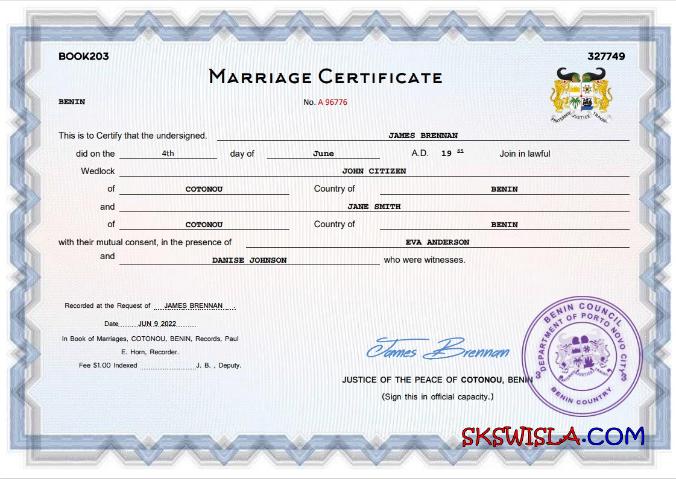 BOOK203
327749
MARRIAGE CERTIFICATE
BENIN
No. A 96776
This is to Certify that the undersigned. JAMES BRENNAN
did on the 4th day of June A.D. 19 Join in lawful
Wedlock JOHN CITIZEN
of COTONOU Country of BENIN
and JANE SMITH
of COTONOU Country of BENIN
with their mutual consent, in the presence of EVA ANDERSON
and DANISE JOHNSON who were witnesses.
Recorded at the Request of JAMES BRENNAN
Date JUN 9 2022
In Book of Marriages, COTONOU, BENIN, Records, Paul
E. Horn, Recorder.
Fee $1.00 Indexed J. B. , Deputy.
James Brennan
JUSTICE OF THE PEACE OF COTONOU, BENIN
(Sign this in official capacity.)
BENIN COUNCIL
DEPARTMENT OF PORTO NOVO CITY
BENIN COUNTRY
SKSWISLA.COM